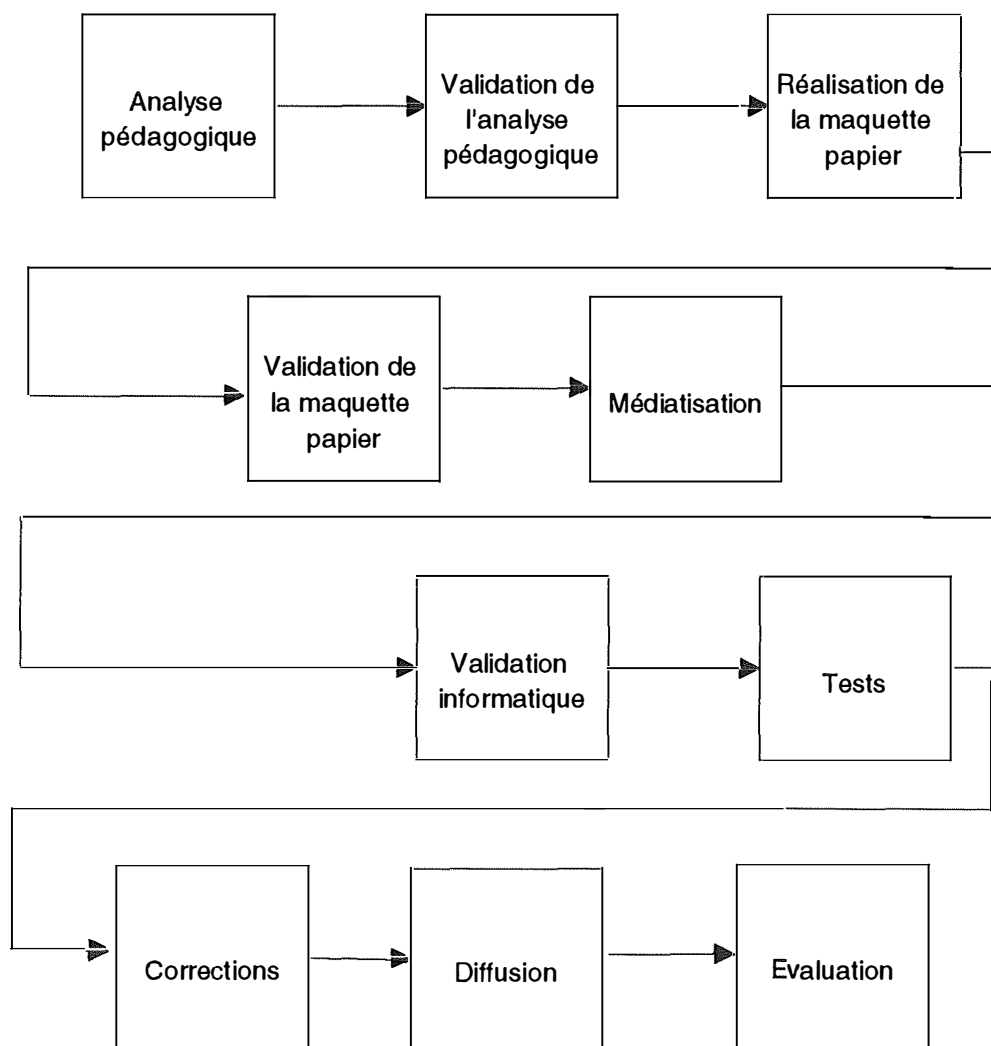 Analyse
pédagogique
Validation de
l'analyse
pédagogique
Réalisation de
la maquette
papier
Validation de
la maquette
papier
Médiatisation
Validation
informatique
Tests
Corrections
Diffusion
Evaluation